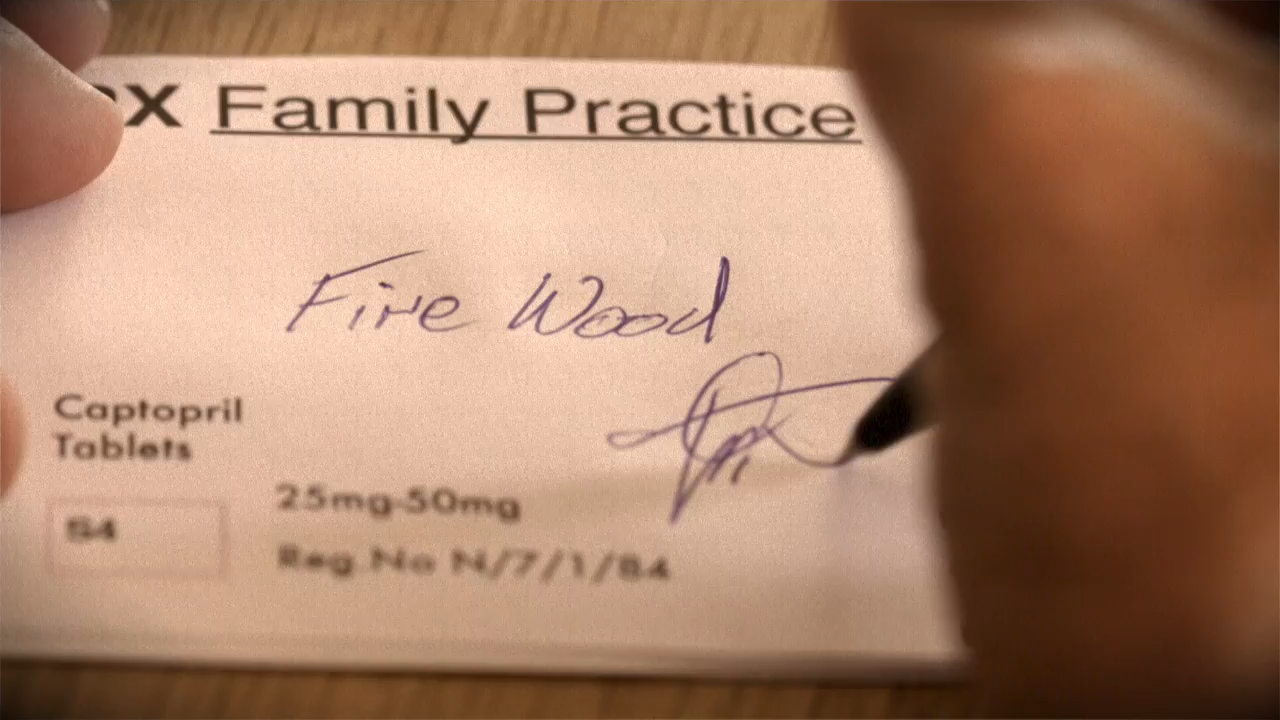 X Family Practice
Fire Wood
Captopril
Tablets
25mg-50mg
S4
Reg.No N/7/1/84